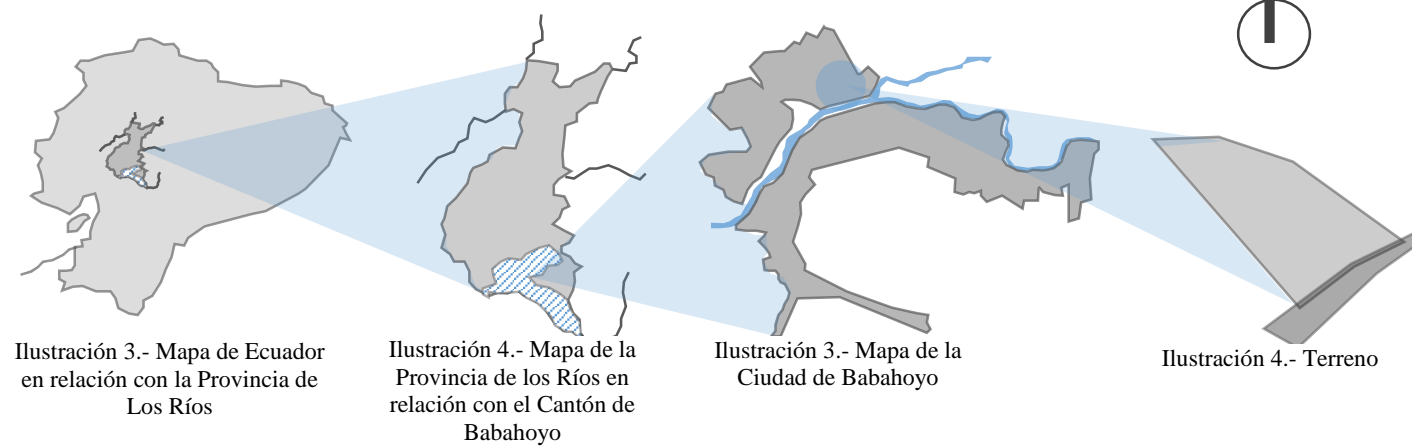 Ilustración 3.- Mapa de Ecuador
en relación con la Provincia de
Los Ríos
Ilustración 4.- Mapa de la
Provincia de los Ríos en
relación con el Cantón de
Babahoyo
Ilustración 3.- Mapa de la
Ciudad de Babahoyo
Ilustración 4.- Terreno